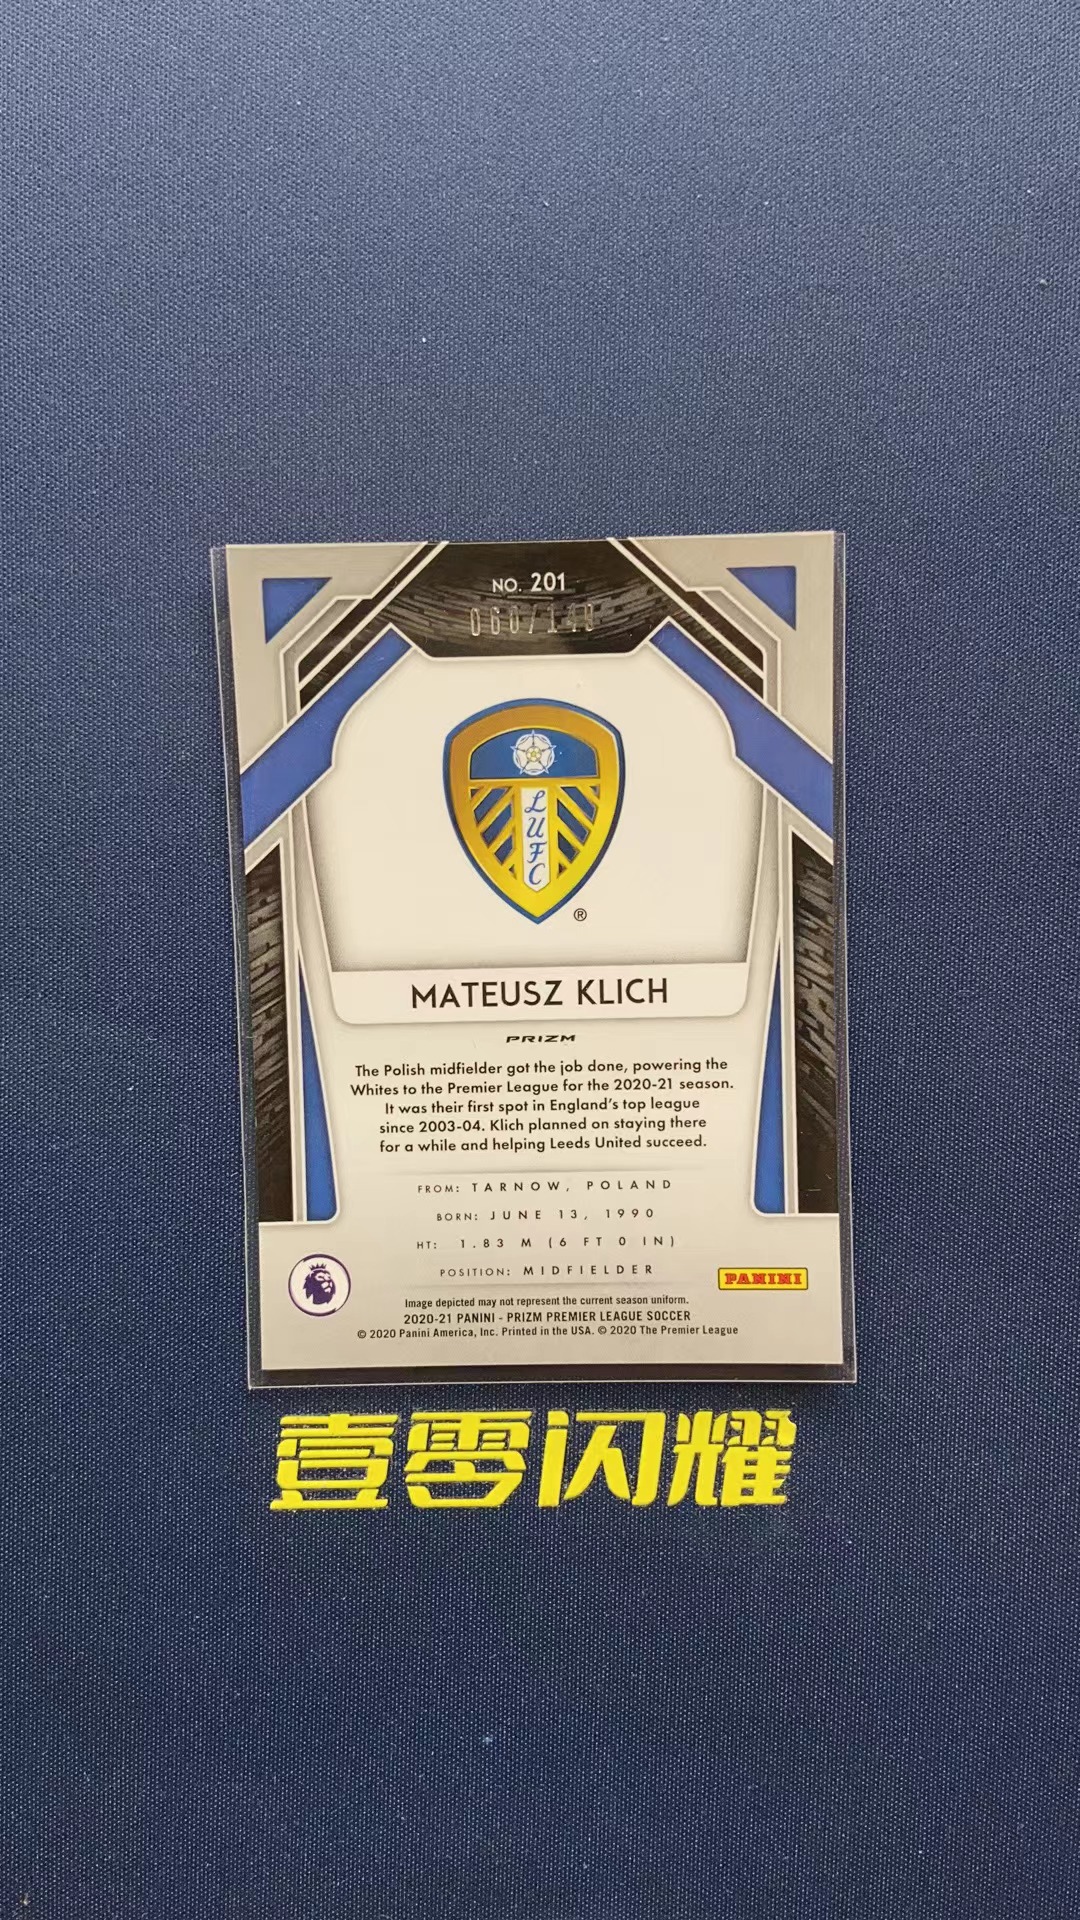 NO. 201
060/149
LUFC
®
MATEUSZ KLICH
PRIZM
The Polish midfielder got the job done, powering the
Whites to the Premier League for the 2020-21 season.
It was their first spot in England's top league
since 2003-04. Klich planned on staying there
for a while and helping Leeds United succeed.
FROM: TARNOW, POLAND
BORN: JUNE 13, 1990
HT: 1.83 M (6 FT 0 IN)
POSITION: MIDFIELDER
PANINI
Image depicted may not represent the current season uniform.
2020-21 PANINI - PRIZM PREMIER LEAGUE SOCCER
© 2020 Panini America, Inc. Printed in the USA. © 2020 The Premier League
壹零闪耀